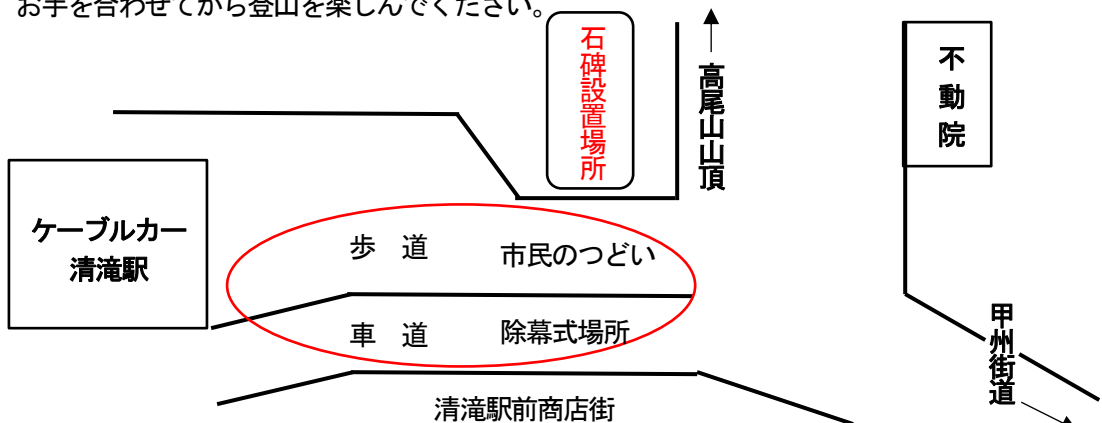 お手を合わせてから登山を楽しんでください。
石碑設置場所
高尾山山頂
不動院
ケーブルカー
清滝駅
歩　道　市民のつどい
車　道　除幕式場所
甲州街道
清滝駅前商店街